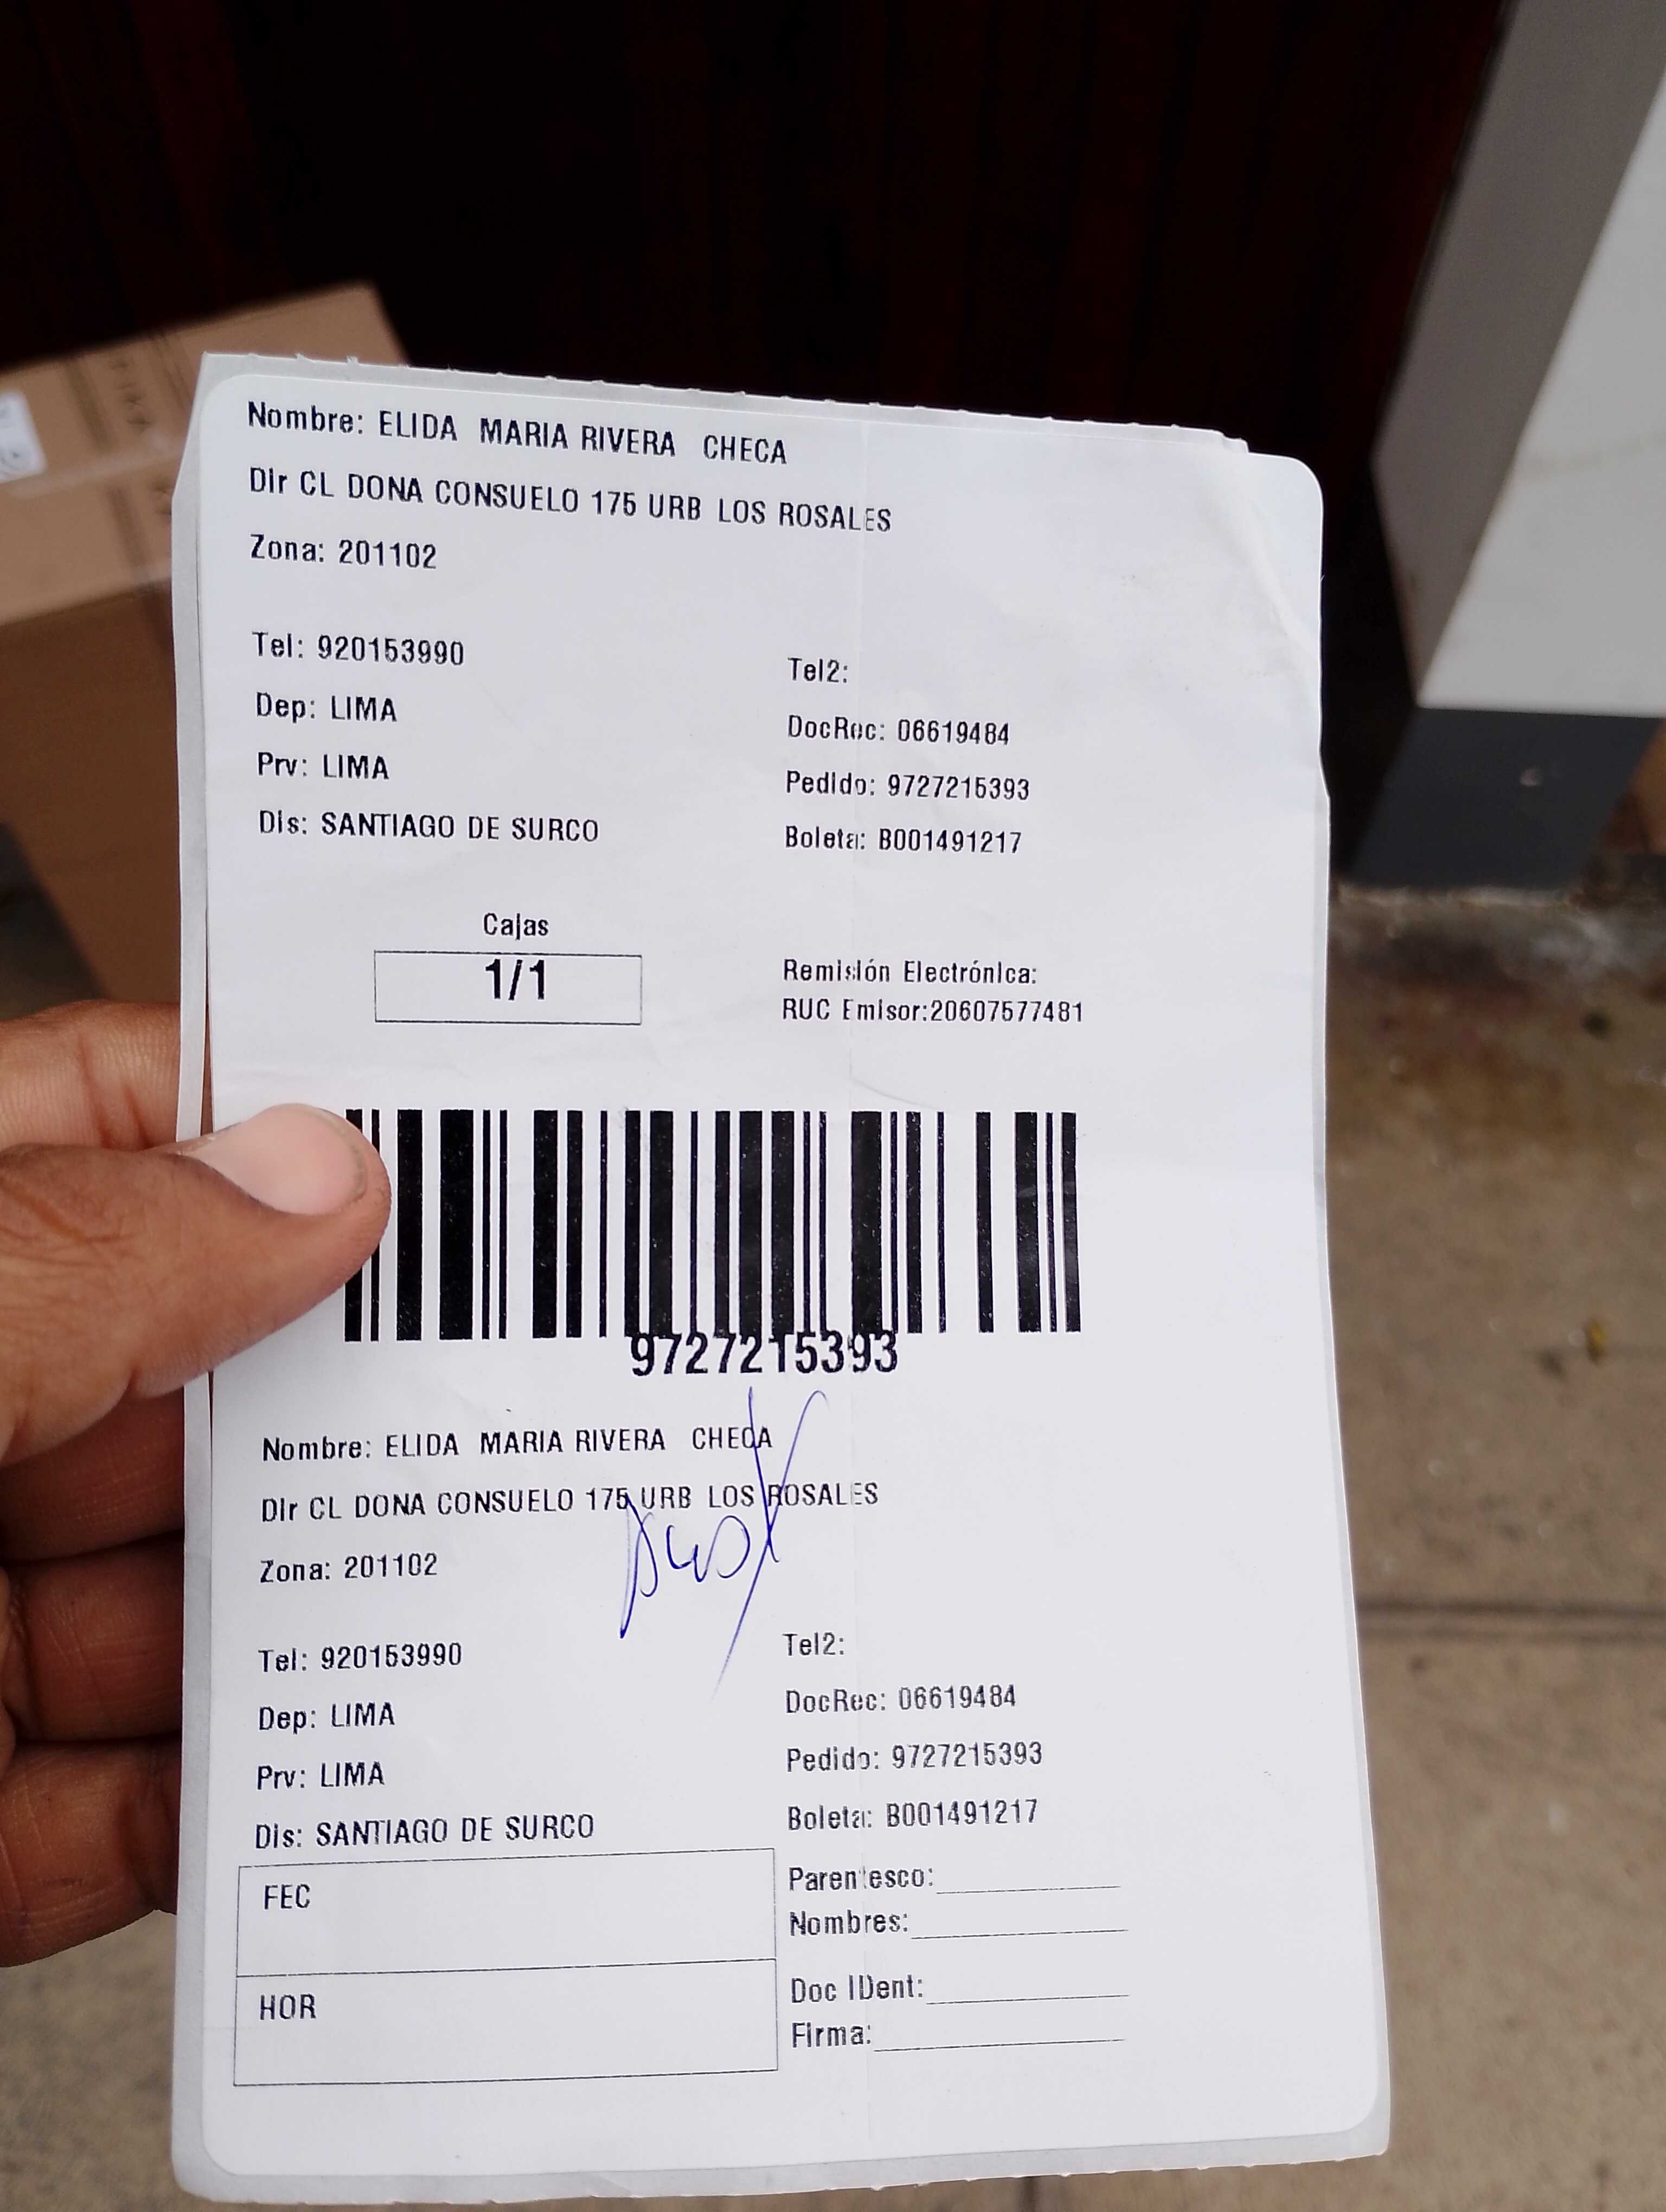 Nombre: ELIDA MARIA RIVERA CHECA
Dir CL DONA CONSUELO 175 URB LOS ROSALES
Zona: 201102
Tel: 920153990
Tel2:
Dep: LIMA
DocRec: 06619484
Prv: LIMA
Pedido: 9727215393
Dis: SANTIAGO DE SURCO
Boleta: B001491217
Cajas
1/1
Remisión Electrónica:
RUC Emisor:20607577481
9727215393
Nombre: ELIDA MARIA RIVERA CHECA
Dir CL DONA CONSUELO 175 URB LOS ROSALES
Zona: 201102
Tel: 920153990
Tel2:
Dep: LIMA
DocRec: 06619484
Prv: LIMA
Pedido: 9727215393
Dis: SANTIAGO DE SURCO
Boleta: B001491217
FEC
Parentesco:
Nombres:
HOR
Doc IDent:
Firma: